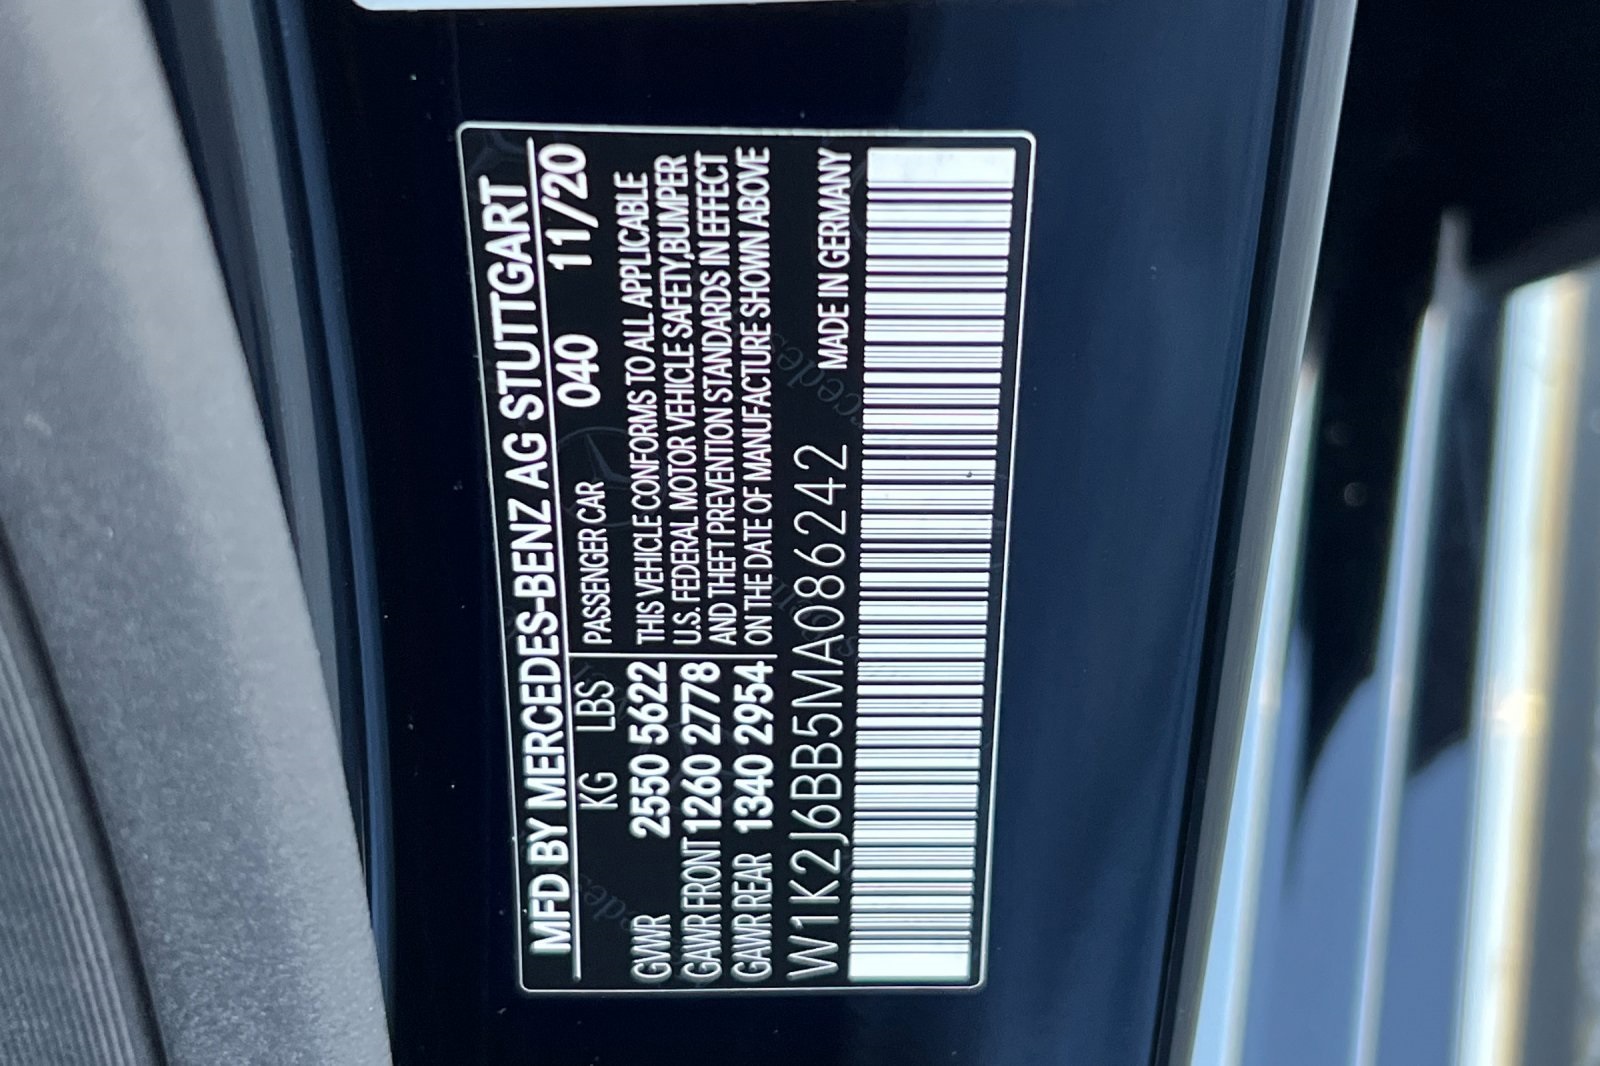 MFD BY MERCEDES-BENZ AG STUTTGART
040 11/20
KG LBS PASSENGER CAR
GVWR 2550 5622 THIS VEHICLE CONFORMS TO ALL APPLICABLE
GAWR FRONT 1260 2778 U.S. FEDERAL MOTOR VEHICLE SAFETY,BUMPER
GAWR REAR 1340 2954 AND THEFT PREVENTION STANDARDS IN EFFECT
ON THE DATE OF MANUFACTURE SHOWN ABOVE
W1K2J6BB5MA086242 MADE IN GERMANY